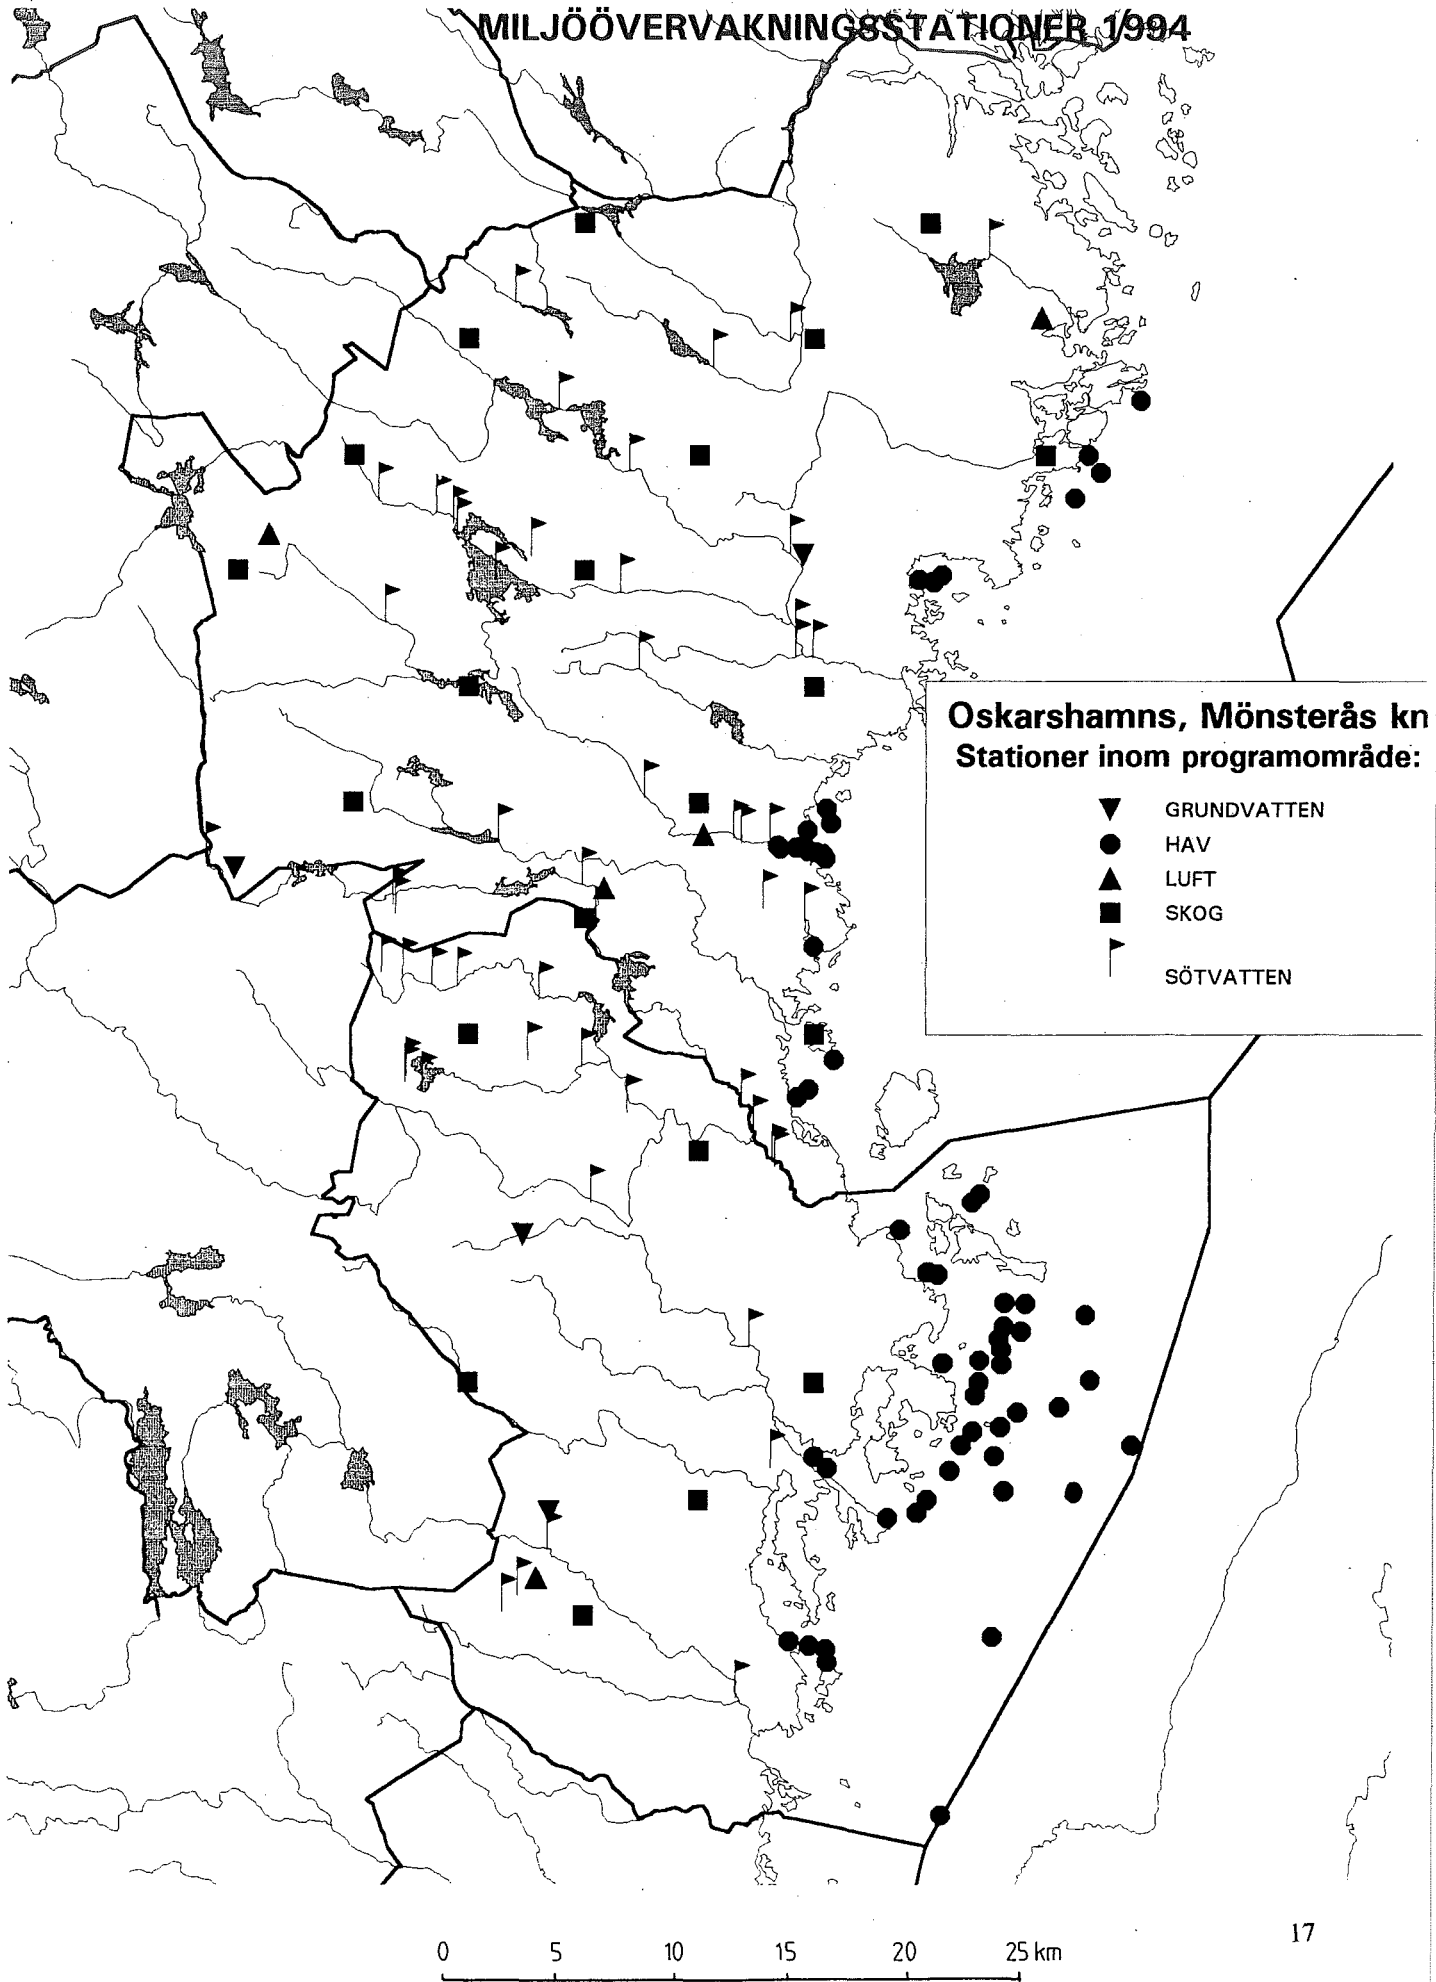 MILJÖÖVERVAKNINGSSTATIONER 1994
Oskarshamns, Mönsterås kn
Stationer inom programområde:
GRUNDVATTEN
HAV
LUFT
SKOG
SÖTVATTEN
17
0 5 10 15 20 25 km